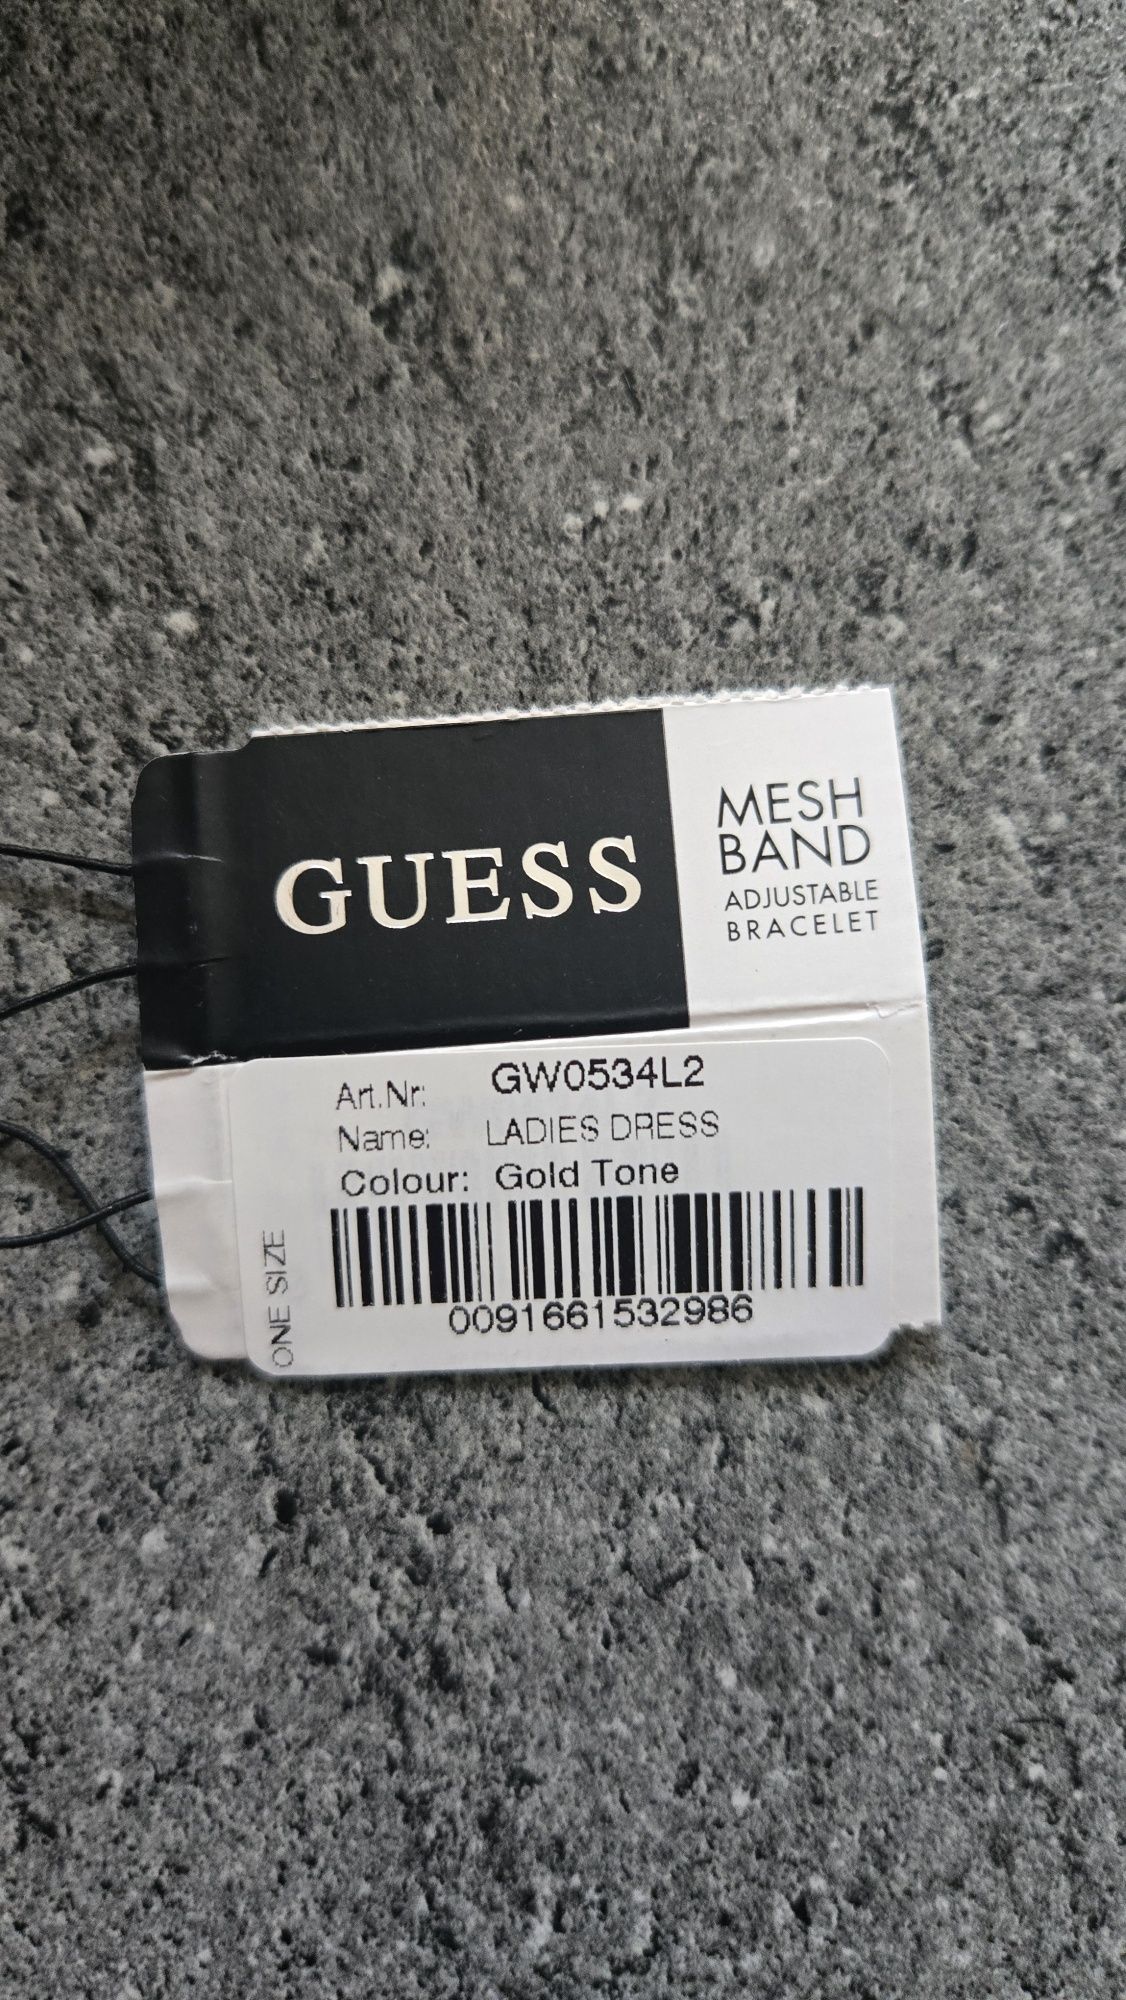 GUESS
MESH
BAND
ADJUSTABLE
BRACELET
Art.Nr: GW0534L2
Name: LADIES DRESS
Colour: Gold Tone
ONE SIZE
0091661532986